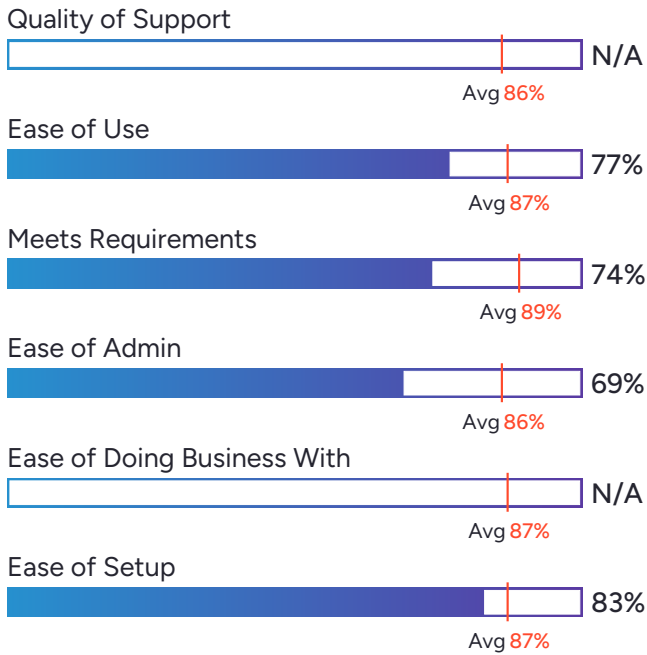 Quality of Support
N/A
Avg 86%
Ease of Use
77%
Avg 87%
Meets Requirements
74%
Avg 89%
Ease of Admin
69%
Avg 86%
Ease of Doing Business With
N/A
Avg 87%
Ease of Setup
83%
Avg 87%